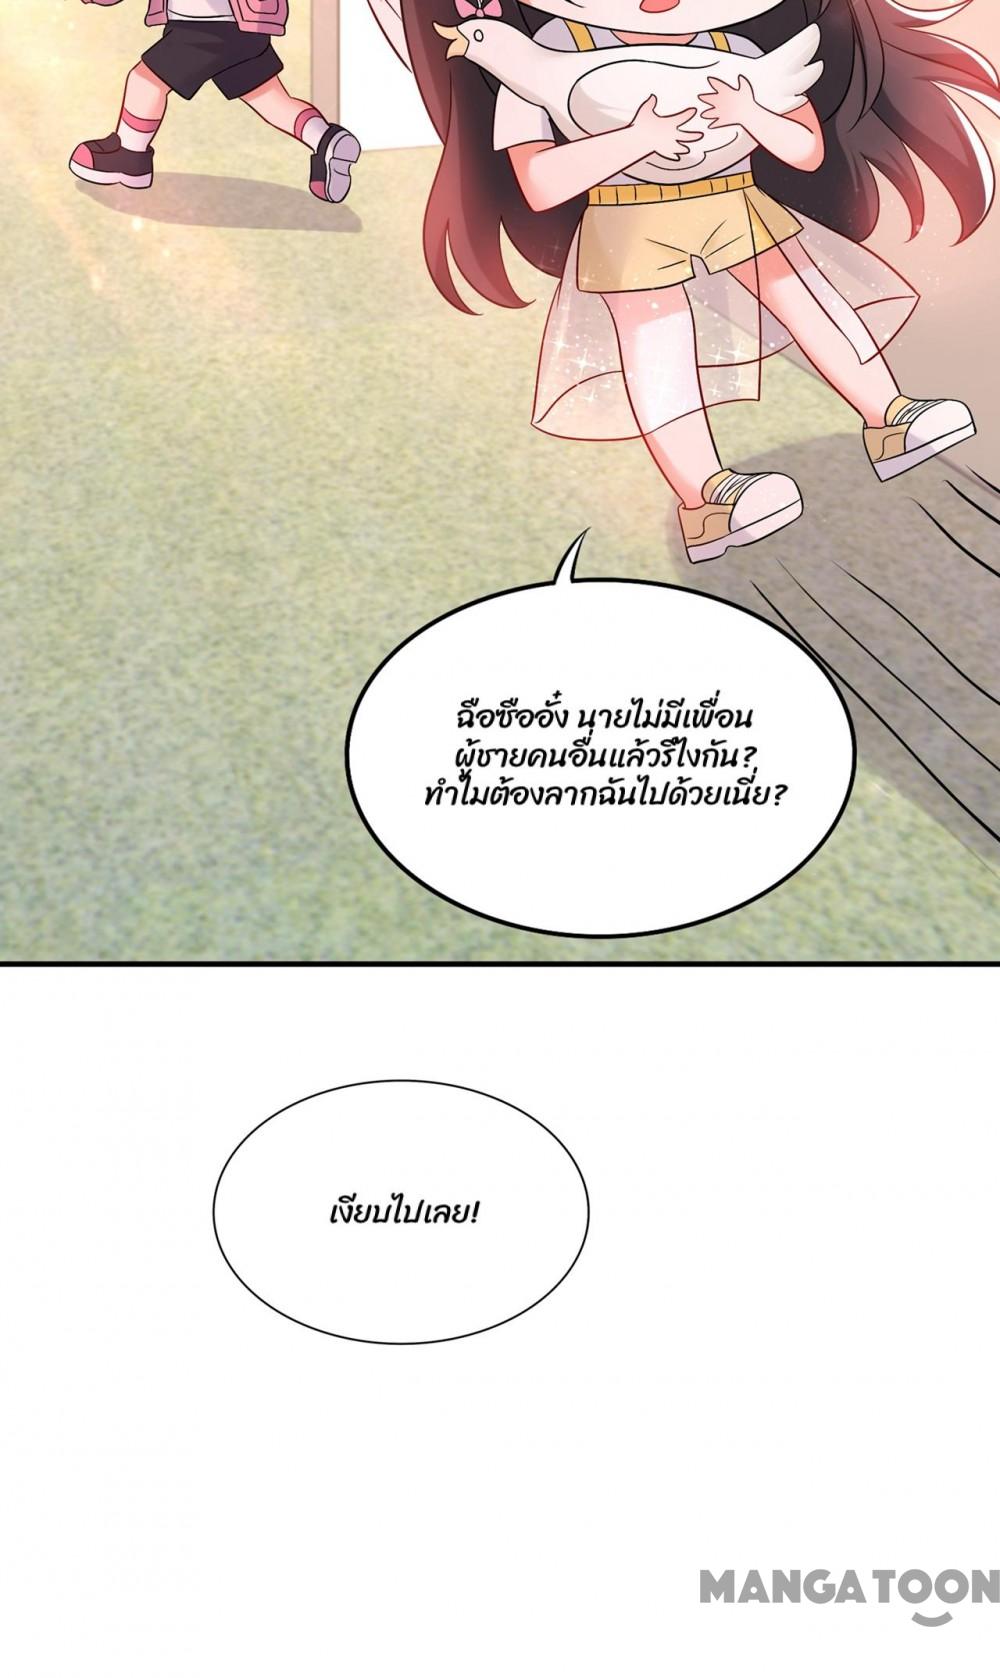 ฉือซืออั๋ง นายไม่มีเพื่อน
ผู้ชายคนอื่นแล้วรึไงกัน?
ทำไมต้องลากฉันไปด้วยเนี่ย?
เงียบไปเลย!
MANGATOON